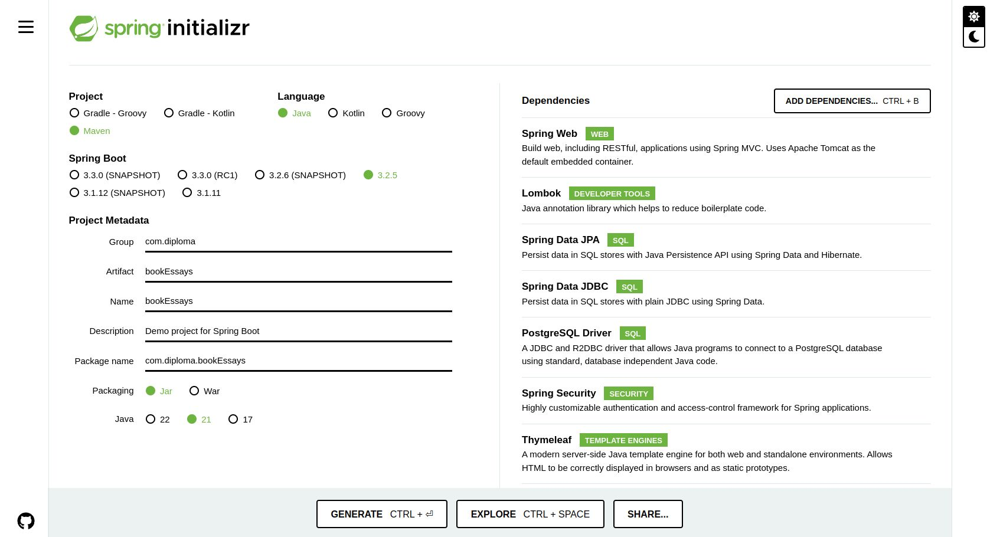 spring initializr
Project
Gradle - Groovy Gradle - Kotlin
Maven
Language
Java Kotlin Groovy
Spring Boot
3.3.0 (SNAPSHOT) 3.3.0 (RC1) 3.2.6 (SNAPSHOT) 3.2.5
3.1.12 (SNAPSHOT) 3.1.11
Project Metadata
Group com.diploma
Artifact bookEssays
Name bookEssays
Description Demo project for Spring Boot
Package name com.diploma.bookEssays
Packaging Jar War
Java 22 21 17
Dependencies ADD DEPENDENCIES... CTRL + B
Spring Web WEB
Build web, including RESTful, applications using Spring MVC. Uses Apache Tomcat as the
default embedded container.
Lombok DEVELOPER TOOLS
Java annotation library which helps to reduce boilerplate code.
Spring Data JPA SQL
Persist data in SQL stores with Java Persistence API using Spring Data and Hibernate.
Spring Data JDBC SQL
Persist data in SQL stores with plain JDBC using Spring Data.
PostgreSQL Driver SQL
A JDBC and R2DBC driver that allows Java programs to connect to a PostgreSQL database
using standard, database independent Java code.
Spring Security SECURITY
Highly customizable authentication and access-control framework for Spring applications.
Thymeleaf TEMPLATE ENGINES
A modern server-side Java template engine for both web and standalone environments. Allows
HTML to be correctly displayed in browsers and as static prototypes.
GENERATE CTRL + ⏎ EXPLORE CTRL + SPACE SHARE...